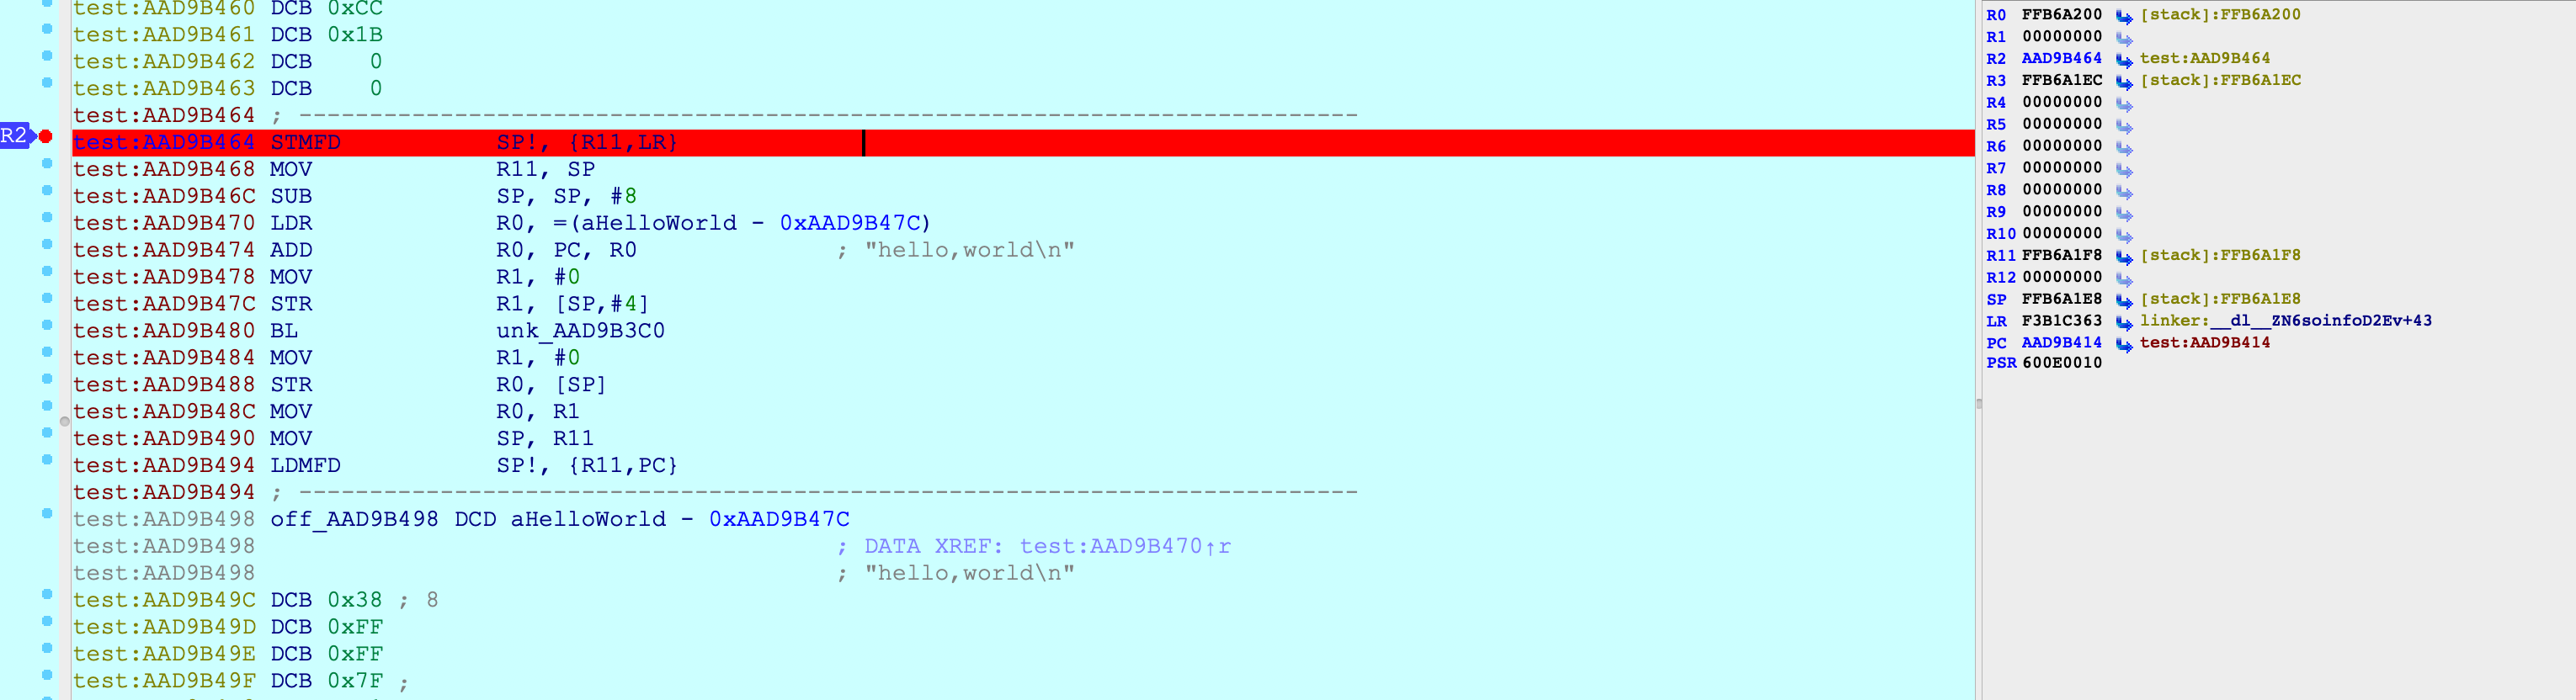 test:AAD9B460 DCB 0xCC
test:AAD9B461 DCB 0x1B
test:AAD9B462 DCB    0
test:AAD9B463 DCB    0
test:AAD9B464 ; ---------------------------------------------------------------------------
R2
test:AAD9B464 STMFD           SP!, {R11,LR}
test:AAD9B468 MOV             R11, SP
test:AAD9B46C SUB             SP, SP, #8
test:AAD9B470 LDR             R0, =(aHelloWorld - 0xAAD9B47C)
test:AAD9B474 ADD             R0, PC, R0              ; "hello,world\n"
test:AAD9B478 MOV             R1, #0
test:AAD9B47C STR             R1, [SP,#4]
test:AAD9B480 BL              unk_AAD9B3C0
test:AAD9B484 MOV             R1, #0
test:AAD9B488 STR             R0, [SP]
test:AAD9B48C MOV             R0, R1
test:AAD9B490 MOV             SP, R11
test:AAD9B494 LDMFD           SP!, {R11,PC}
test:AAD9B494 ; ---------------------------------------------------------------------------
test:AAD9B498 off_AAD9B498 DCD aHelloWorld - 0xAAD9B47C
test:AAD9B498                                         ; DATA XREF: test:AAD9B470↑r
test:AAD9B498                                         ; "hello,world\n"
test:AAD9B49C DCB 0x38 ; 8
test:AAD9B49D DCB 0xFF
test:AAD9B49E DCB 0xFF
test:AAD9B49F DCB 0x7F ;
R0 FFB6A200 [stack]:FFB6A200
R1 00000000
R2 AAD9B464 test:AAD9B464
R3 FFB6A1EC [stack]:FFB6A1EC
R4 00000000
R5 00000000
R6 00000000
R7 00000000
R8 00000000
R9 00000000
R10 00000000
R11 FFB6A1F8 [stack]:FFB6A1F8
R12 00000000
SP FFB6A1E8 [stack]:FFB6A1E8
LR F3B1C363 linker:__dl__ZN6soinfoD2Ev+43
PC AAD9B414 test:AAD9B414
PSR 600E0010